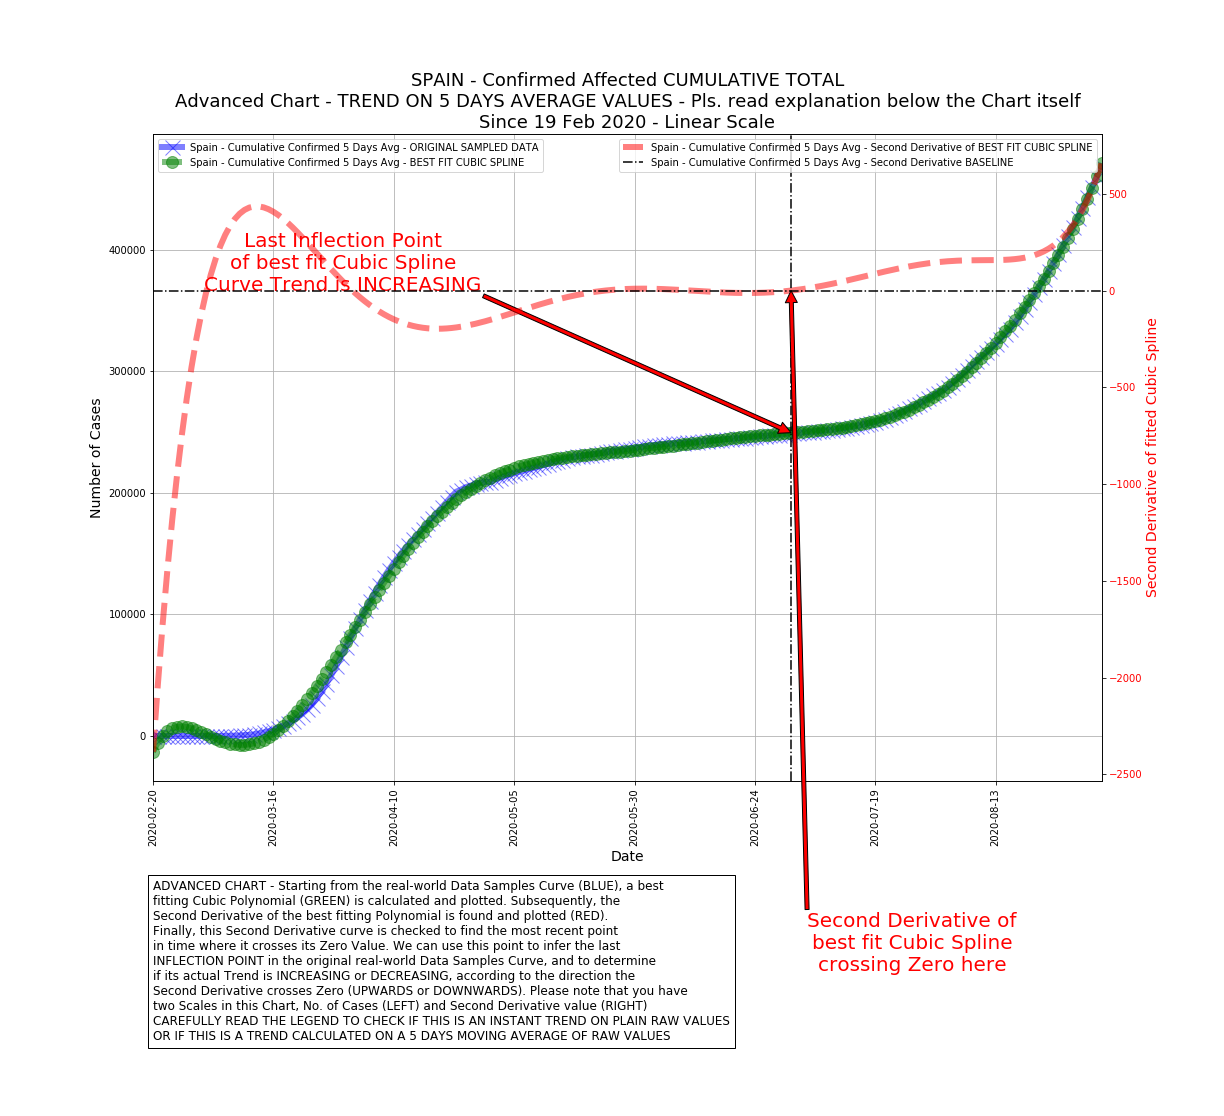 SPAIN - Confirmed Affected CUMULATIVE TOTAL
Advanced Chart - TREND ON 5 DAYS AVERAGE VALUES - Pls. read explanation below the Chart itself
Since 19 Feb 2020 - Linear Scale
Spain - Cumulative Confirmed 5 Days Avg - ORIGINAL SAMPLED DATA
Spain - Cumulative Confirmed 5 Days Avg - BEST FIT CUBIC SPLINE
Spain - Cumulative Confirmed 5 Days Avg - Second Derivative of BEST FIT CUBIC SPLINE
Spain - Cumulative Confirmed 5 Days Avg - Second Derivative BASELINE
Last Inflection Point
of best fit Cubic Spline
Curve Trend is INCREASING
Number of Cases
400000
300000
200000
100000
0
500
0
−500
−1000
−1500
−2000
−2500
Second Derivative of fitted Cubic Spline
2020-02-20
2020-03-16
2020-04-10
2020-05-05
2020-05-30
2020-06-24
2020-07-19
2020-08-13
Date
ADVANCED CHART - Starting from the real-world Data Samples Curve (BLUE), a best
fitting Cubic Polynomial (GREEN) is calculated and plotted. Subsequently, the
Second Derivative of the best fitting Polynomial is found and plotted (RED).
Finally, this Second Derivative curve is checked to find the most recent point
in time where it crosses its Zero Value. We can use this point to infer the last
INFLECTION POINT in the original real-world Data Samples Curve, and to determine
if its actual Trend is INCREASING or DECREASING, according to the direction the
Second Derivative crosses Zero (UPWARDS or DOWNWARDS). Please note that you have
two Scales in this Chart, No. of Cases (LEFT) and Second Derivative value (RIGHT)
CAREFULLY READ THE LEGEND TO CHECK IF THIS IS AN INSTANT TREND ON PLAIN RAW VALUES
OR IF THIS IS A TREND CALCULATED ON A 5 DAYS MOVING AVERAGE OF RAW VALUES
Second Derivative of
best fit Cubic Spline
crossing Zero here